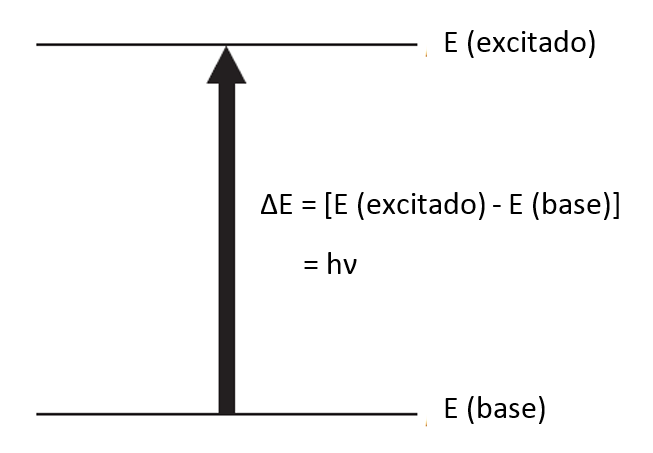 E (excitado)
ΔE = [E (excitado) - E (base)]
= hν
E (base)